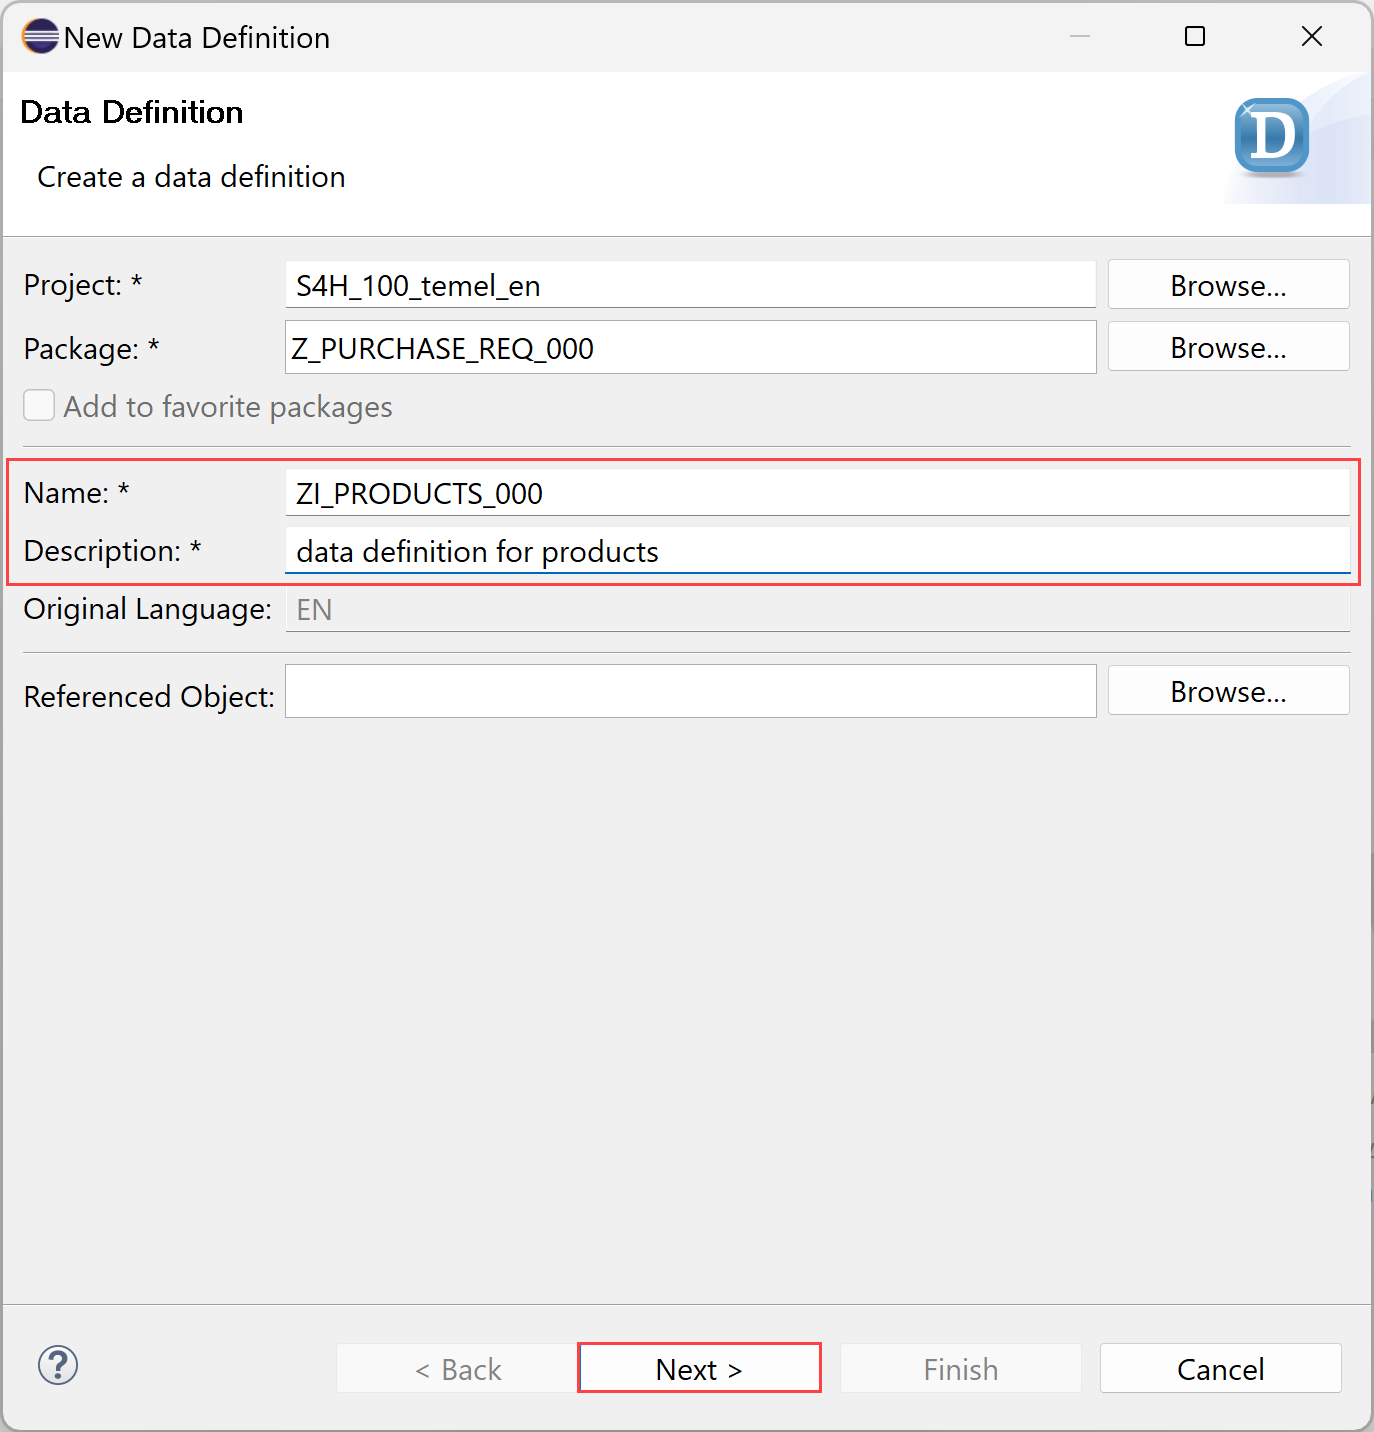 New Data Definition
Data Definition
D
Create a data definition
Project: * S4H_100_temel_en Browse...
Package: * Z_PURCHASE_REQ_000 Browse...
Add to favorite packages
Name: * ZI_PRODUCTS_000
Description: * data definition for products
Original Language: EN
Referenced Object: Browse...
? < Back Next > Finish Cancel